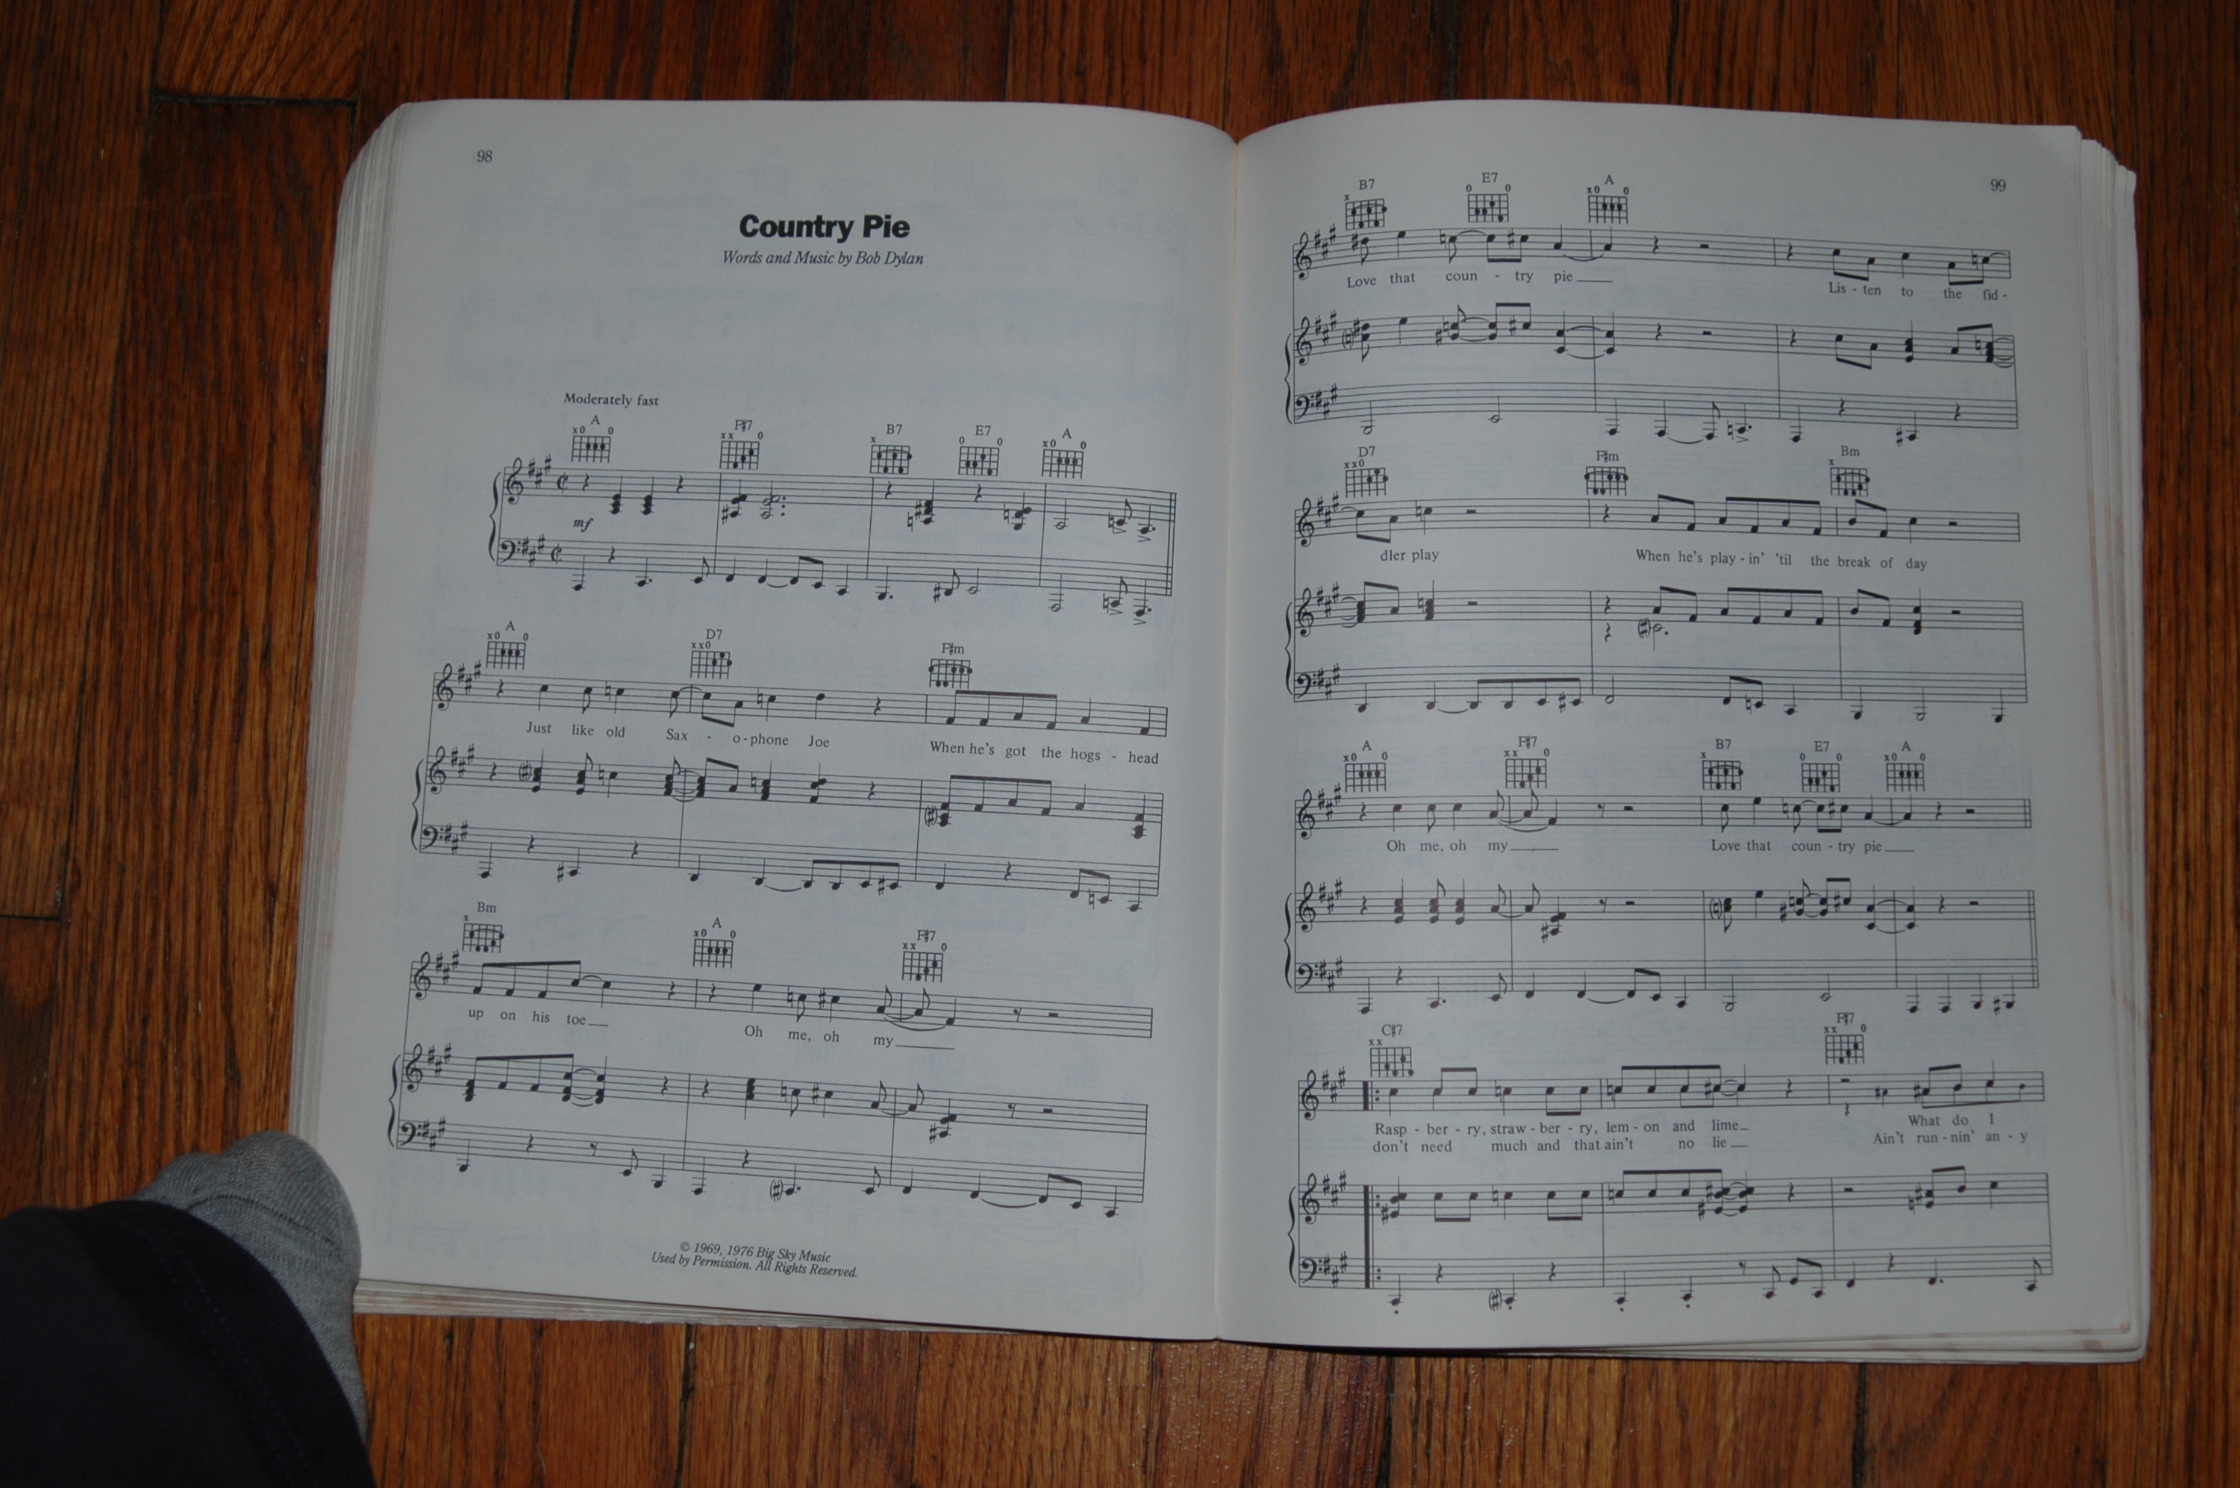 98
Country Pie
Words and Music by Bob Dylan
Moderately fast
A F#7 B7 E7 A
mf
A D7 F#m
Just like old Sax - o - phone Joe When he's got the hogs - head
Bm A F#7
up on his toe Oh me, oh my
© 1969, 1976 Big Sky Music
Used by Permission. All Rights Reserved.
99
B7 E7 A
Love that coun - try pie Lis - ten to the fid -
D7 F#m Bm
dler play When he's play - in' 'til the break of day
A F#7 B7 E7 A
Oh me, oh my Love that coun - try pie
C#7 F#7
Rasp - ber - ry, straw - ber - ry, lem - on and lime What do I
don't need much and that ain't no lie Ain't run - nin' an - y